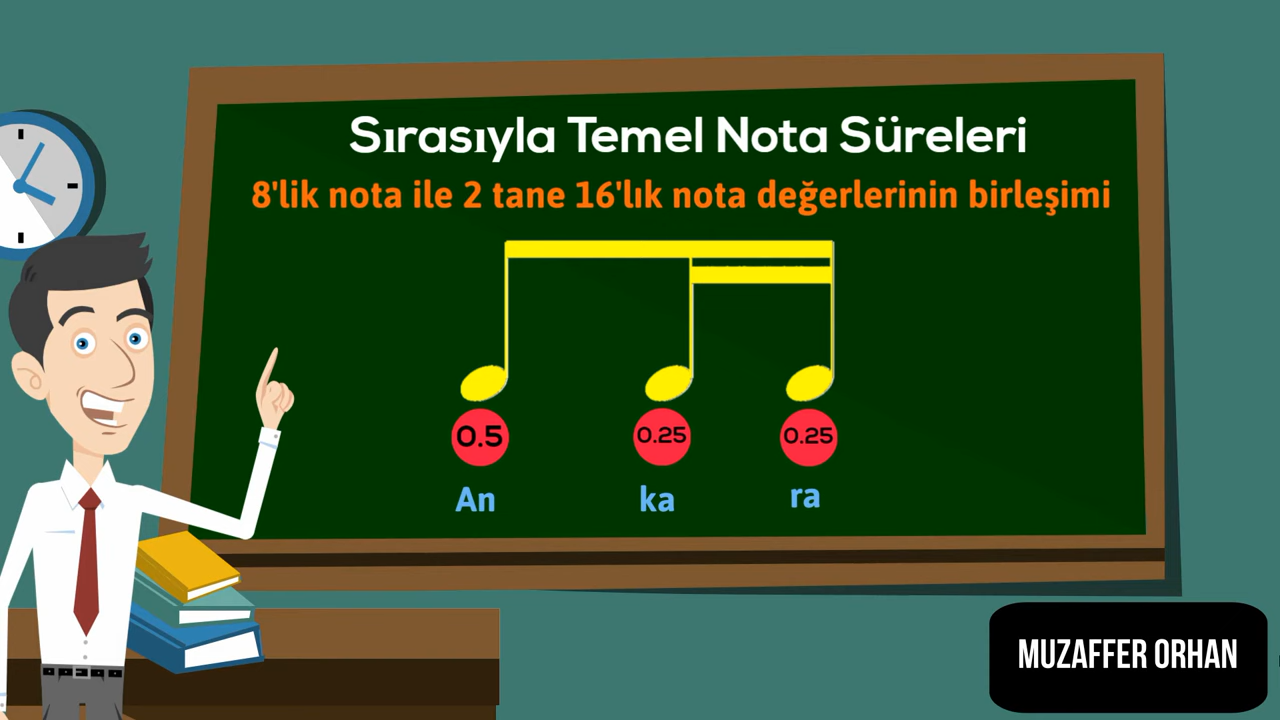 Sırasıyla Temel Nota Süreleri
8'lik nota ile 2 tane 16'lık nota değerlerinin birleşimi
0.5 0.25 0.25
An ka ra
MUZAFFER ORHAN